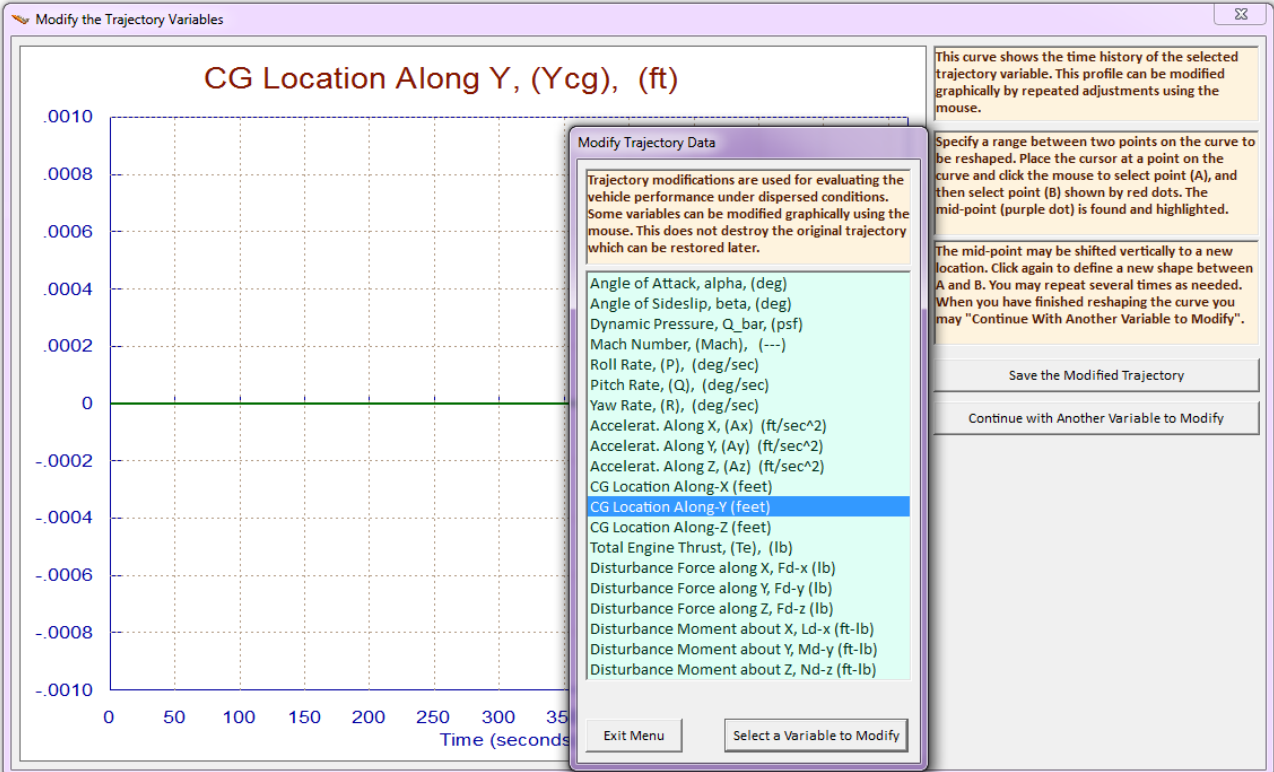 Modify the Trajectory Variables
CG Location Along Y, (Ycg), (ft)
.0010
.0008
.0006
.0004
.0002
0
-.0002
-.0004
-.0006
-.0008
-.0010
0 50 100 150 200 250 300 35
Time (seconds
Modify Trajectory Data
Trajectory modifications are used for evaluating the
vehicle performance under dispersed conditions.
Some variables can be modified graphically using the
mouse. This does not destroy the original trajectory
which can be restored later.
Angle of Attack, alpha, (deg)
Angle of Sideslip, beta, (deg)
Dynamic Pressure, Q_bar, (psf)
Mach Number, (Mach), (---)
Roll Rate, (P), (deg/sec)
Pitch Rate, (Q), (deg/sec)
Yaw Rate, (R), (deg/sec)
Accelerat. Along X, (Ax) (ft/sec^2)
Accelerat. Along Y, (Ay) (ft/sec^2)
Accelerat. Along Z, (Az) (ft/sec^2)
CG Location Along-X (feet)
CG Location Along-Y (feet)
CG Location Along-Z (feet)
Total Engine Thrust, (Te), (lb)
Disturbance Force along X, Fd-x (lb)
Disturbance Force along Y, Fd-y (lb)
Disturbance Force along Z, Fd-z (lb)
Disturbance Moment about X, Ld-x (ft-lb)
Disturbance Moment about Y, Md-y (ft-lb)
Disturbance Moment about Z, Nd-z (ft-lb)
Exit Menu
Select a Variable to Modify
This curve shows the time history of the selected
trajectory variable. This profile can be modified
graphically by repeated adjustments using the
mouse.
Specify a range between two points on the curve to
be reshaped. Place the cursor at a point on the
curve and click the mouse to select point (A), and
then select point (B) shown by red dots. The
mid-point (purple dot) is found and highlighted.
The mid-point may be shifted vertically to a new
location. Click again to define a new shape between
A and B. You may repeat several times as needed.
When you have finished reshaping the curve you
may "Continue With Another Variable to Modify".
Save the Modified Trajectory
Continue with Another Variable to Modify